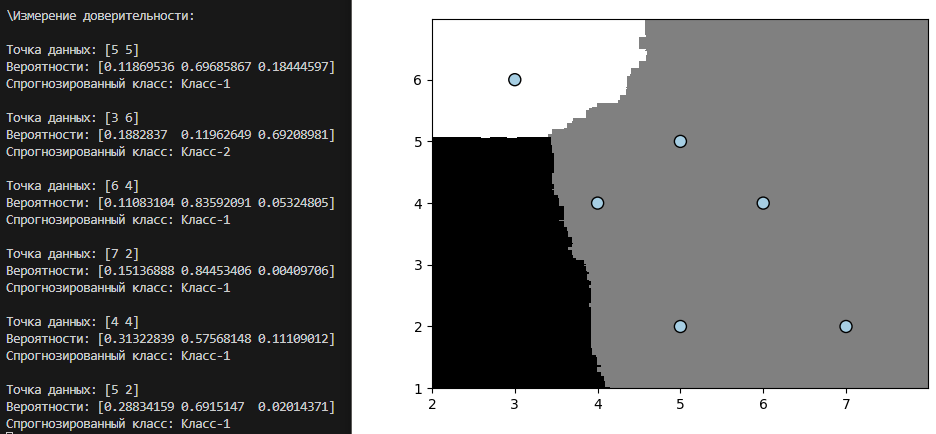 \Измерение доверительности:
Точка данных: [5 5]
Вероятности: [0.11869536 0.69685867 0.18444597]
Спрогнозированный класс: Класс-1
Точка данных: [3 6]
Вероятности: [0.1882837  0.11962649 0.69208981]
Спрогнозированный класс: Класс-2
Точка данных: [6 4]
Вероятности: [0.11083104 0.83592091 0.05324805]
Спрогнозированный класс: Класс-1
Точка данных: [7 2]
Вероятности: [0.15136888 0.84453406 0.00409706]
Спрогнозированный класс: Класс-1
Точка данных: [4 4]
Вероятности: [0.31322839 0.57568148 0.11109012]
Спрогнозированный класс: Класс-1
Точка данных: [5 2]
Вероятности: [0.28834159 0.6915147  0.02014371]
Спрогнозированный класс: Класс-1
6
5
4
3
2
1
2 3 4 5 6 7